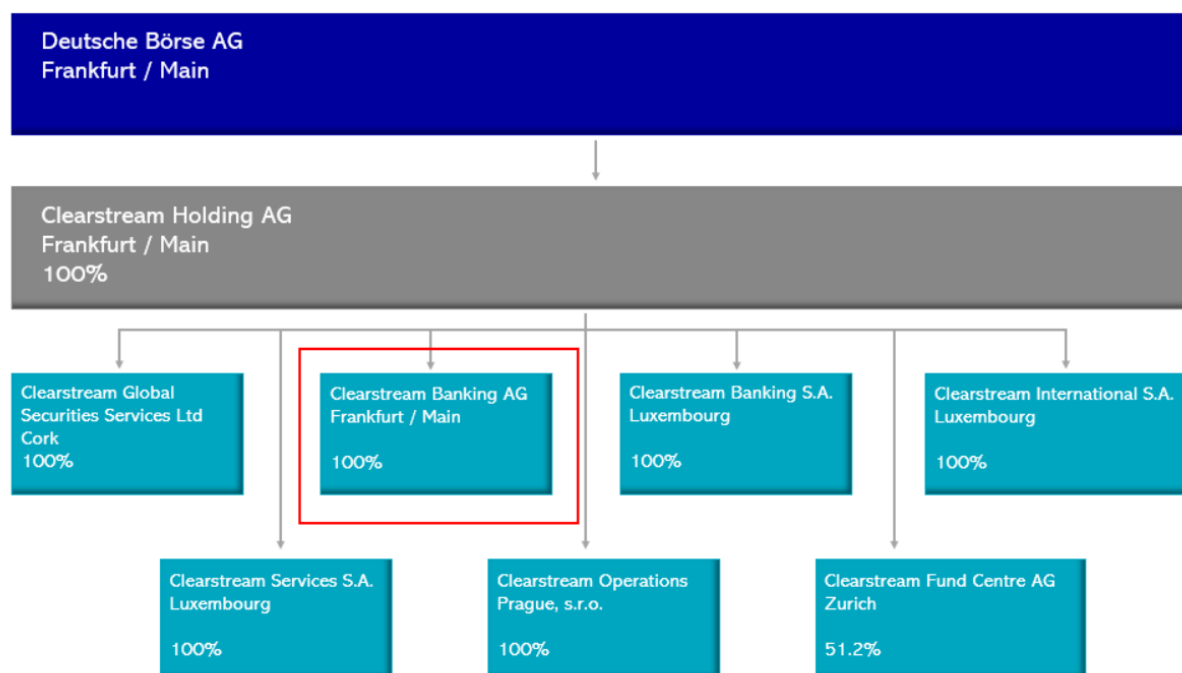 Deutsche Börse AG
Frankfurt / Main
Clearstream Holding AG
Frankfurt / Main
100%
Clearstream Global
Securities Services Ltd
Cork
100%
Clearstream Banking AG
Frankfurt / Main
100%
Clearstream Banking S.A.
Luxembourg
100%
Clearstream International S.A.
Luxembourg
100%
Clearstream Services S.A.
Luxembourg
100%
Clearstream Operations
Prague, s.r.o.
100%
Clearstream Fund Centre AG
Zurich
51.2%